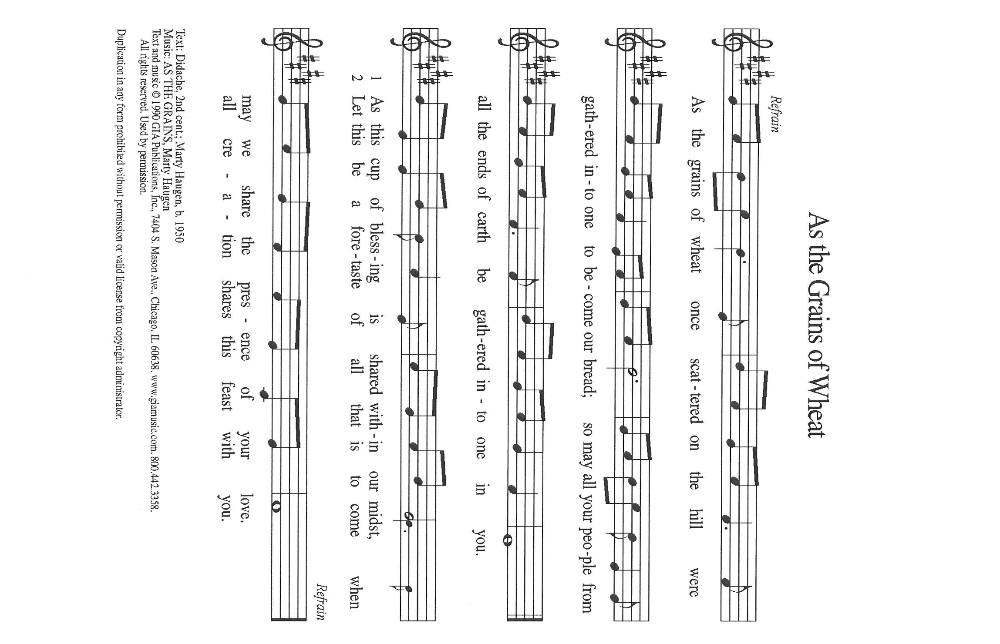 As the Grains of Wheat
Refrain
As the grains of wheat once scat - tered on the hill were
gath - ered in - to one to be - come our bread; so may all your peo - ple from
all the ends of earth be gath - ered in - to one in you.
1 As this cup of bless - ing is shared with - in our midst,
2 Let this be a fore - taste of all that is to come when
Refrain
may we share the pres - ence of your love.
all cre - a - tion shares this feast with you.
Text: Didache, 2nd cent.; Marty Haugen, b. 1950
Music: AS THE GRAINS, Marty Haugen
Text and music © 1990 GIA Publications, Inc., 7404 S. Mason Ave., Chicago, IL 60638. www.giamusic.com. 800.442.3358.
All rights reserved. Used by permission.
Duplication in any form prohibited without permission or valid license from copyright administrator.